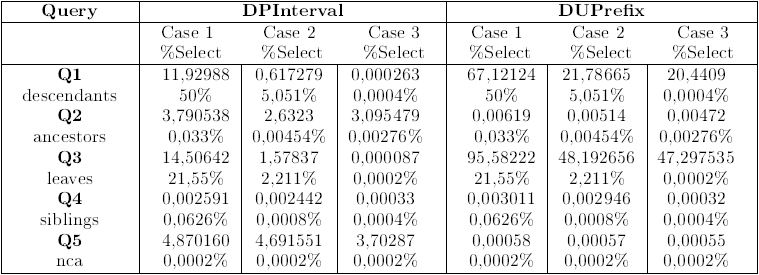 Query DPInterval DUPrefix
Case 1 Case 2 Case 3 Case 1 Case 2 Case 3
%Select %Select %Select %Select %Select %Select
Q1 11,92988 0,617279 0,000263 67,12124 21,78665 20,4409
descendants 50% 5,051% 0,0004% 50% 5,051% 0,0004%
Q2 3,790538 2,6323 3,095479 0,00619 0,00514 0,00472
ancestors 0,033% 0,00454% 0,00276% 0,033% 0,00454% 0,00276%
Q3 14,50642 1,57837 0,000087 95,58222 48,192656 47,297535
leaves 21,55% 2,211% 0,0002% 21,55% 2,211% 0,0002%
Q4 0,002591 0,002442 0,00033 0,003011 0,002946 0,00032
siblings 0,0626% 0,0008% 0,0004% 0,0626% 0,0008% 0,0004%
Q5 4,870160 4,691551 3,70287 0,00058 0,00057 0,00055
nca 0,0002% 0,0002% 0,0002% 0,0002% 0,0002% 0,0002%